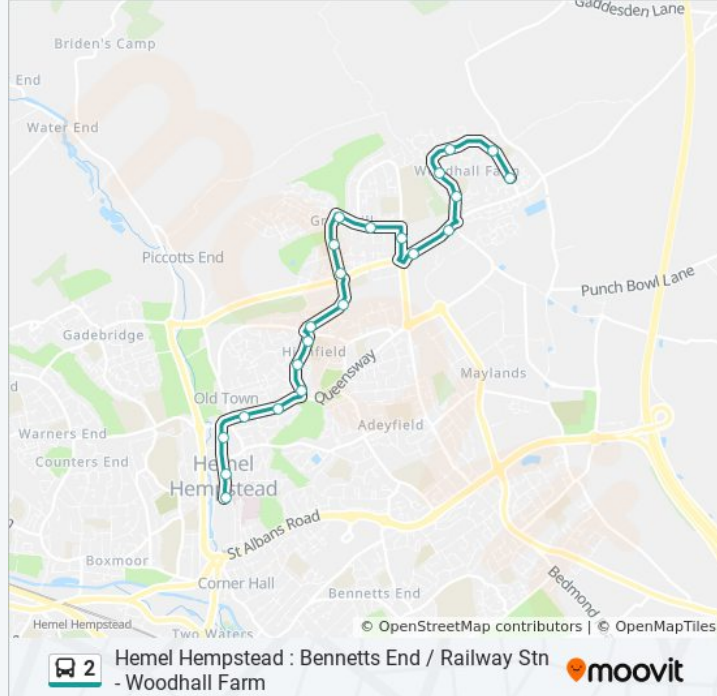 Gaddesden Lane
Briden's Camp
End
Water End
Woodhall Farm
Piccotts End
Punch Bowl Lane
Gadebridge
Highfield
Queensway
Maylands
d
Old Town
Warners End
Adeyfield
Counters End
Hemel
Hempstead
St Albans Road
Boxmoor
Corner Hall
Bennetts End
Bedmond
Hemel Hempstead
Two Waters
© OpenStreetMap contributors | © OpenMapTiles
2
Hemel Hempstead : Bennetts End / Railway Stn
- Woodhall Farm
moovit